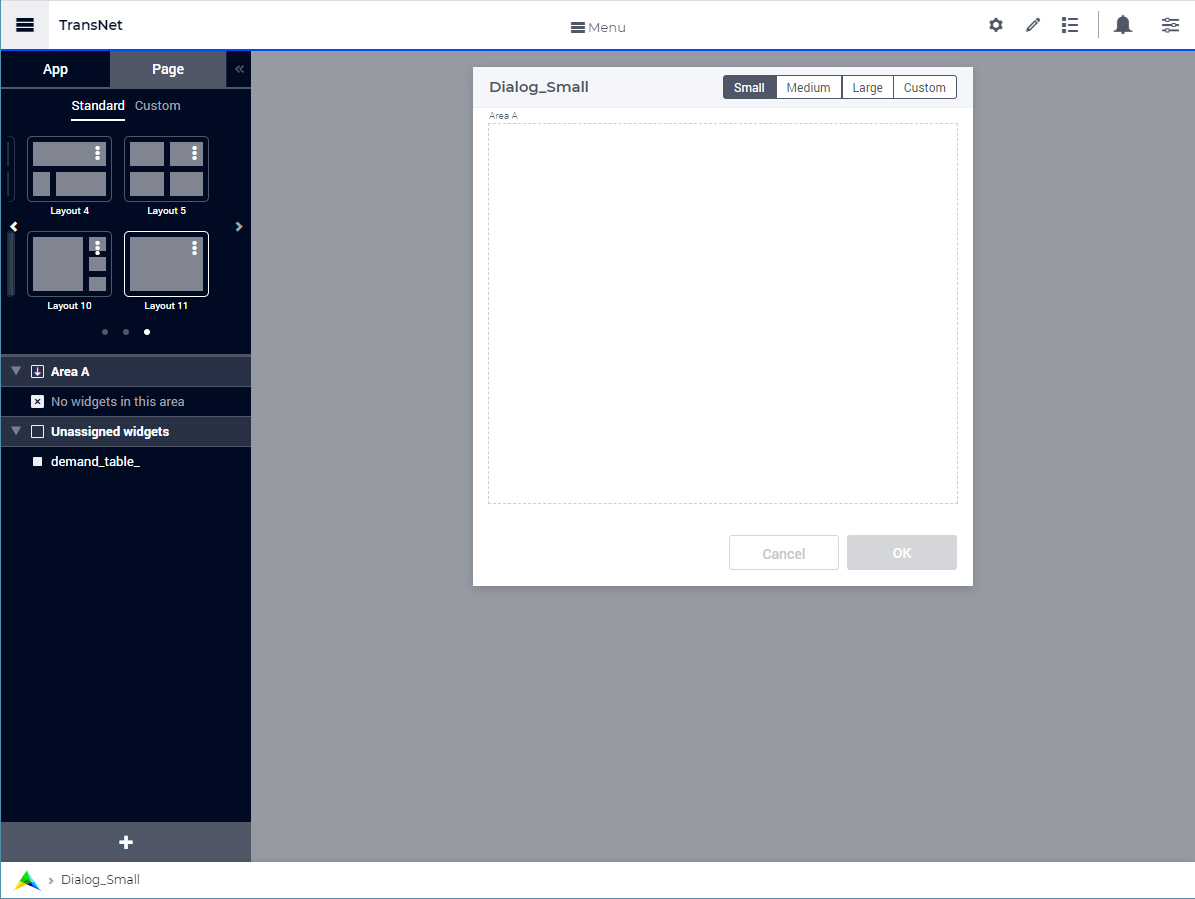 TransNet
Menu
App
Page
Standard
Custom
Layout 4
Layout 5
Layout 10
Layout 11
Area A
No widgets in this area
Unassigned widgets
demand_table_
Dialog_Small
Small
Medium
Large
Custom
Area A
Cancel
OK
Dialog_Small